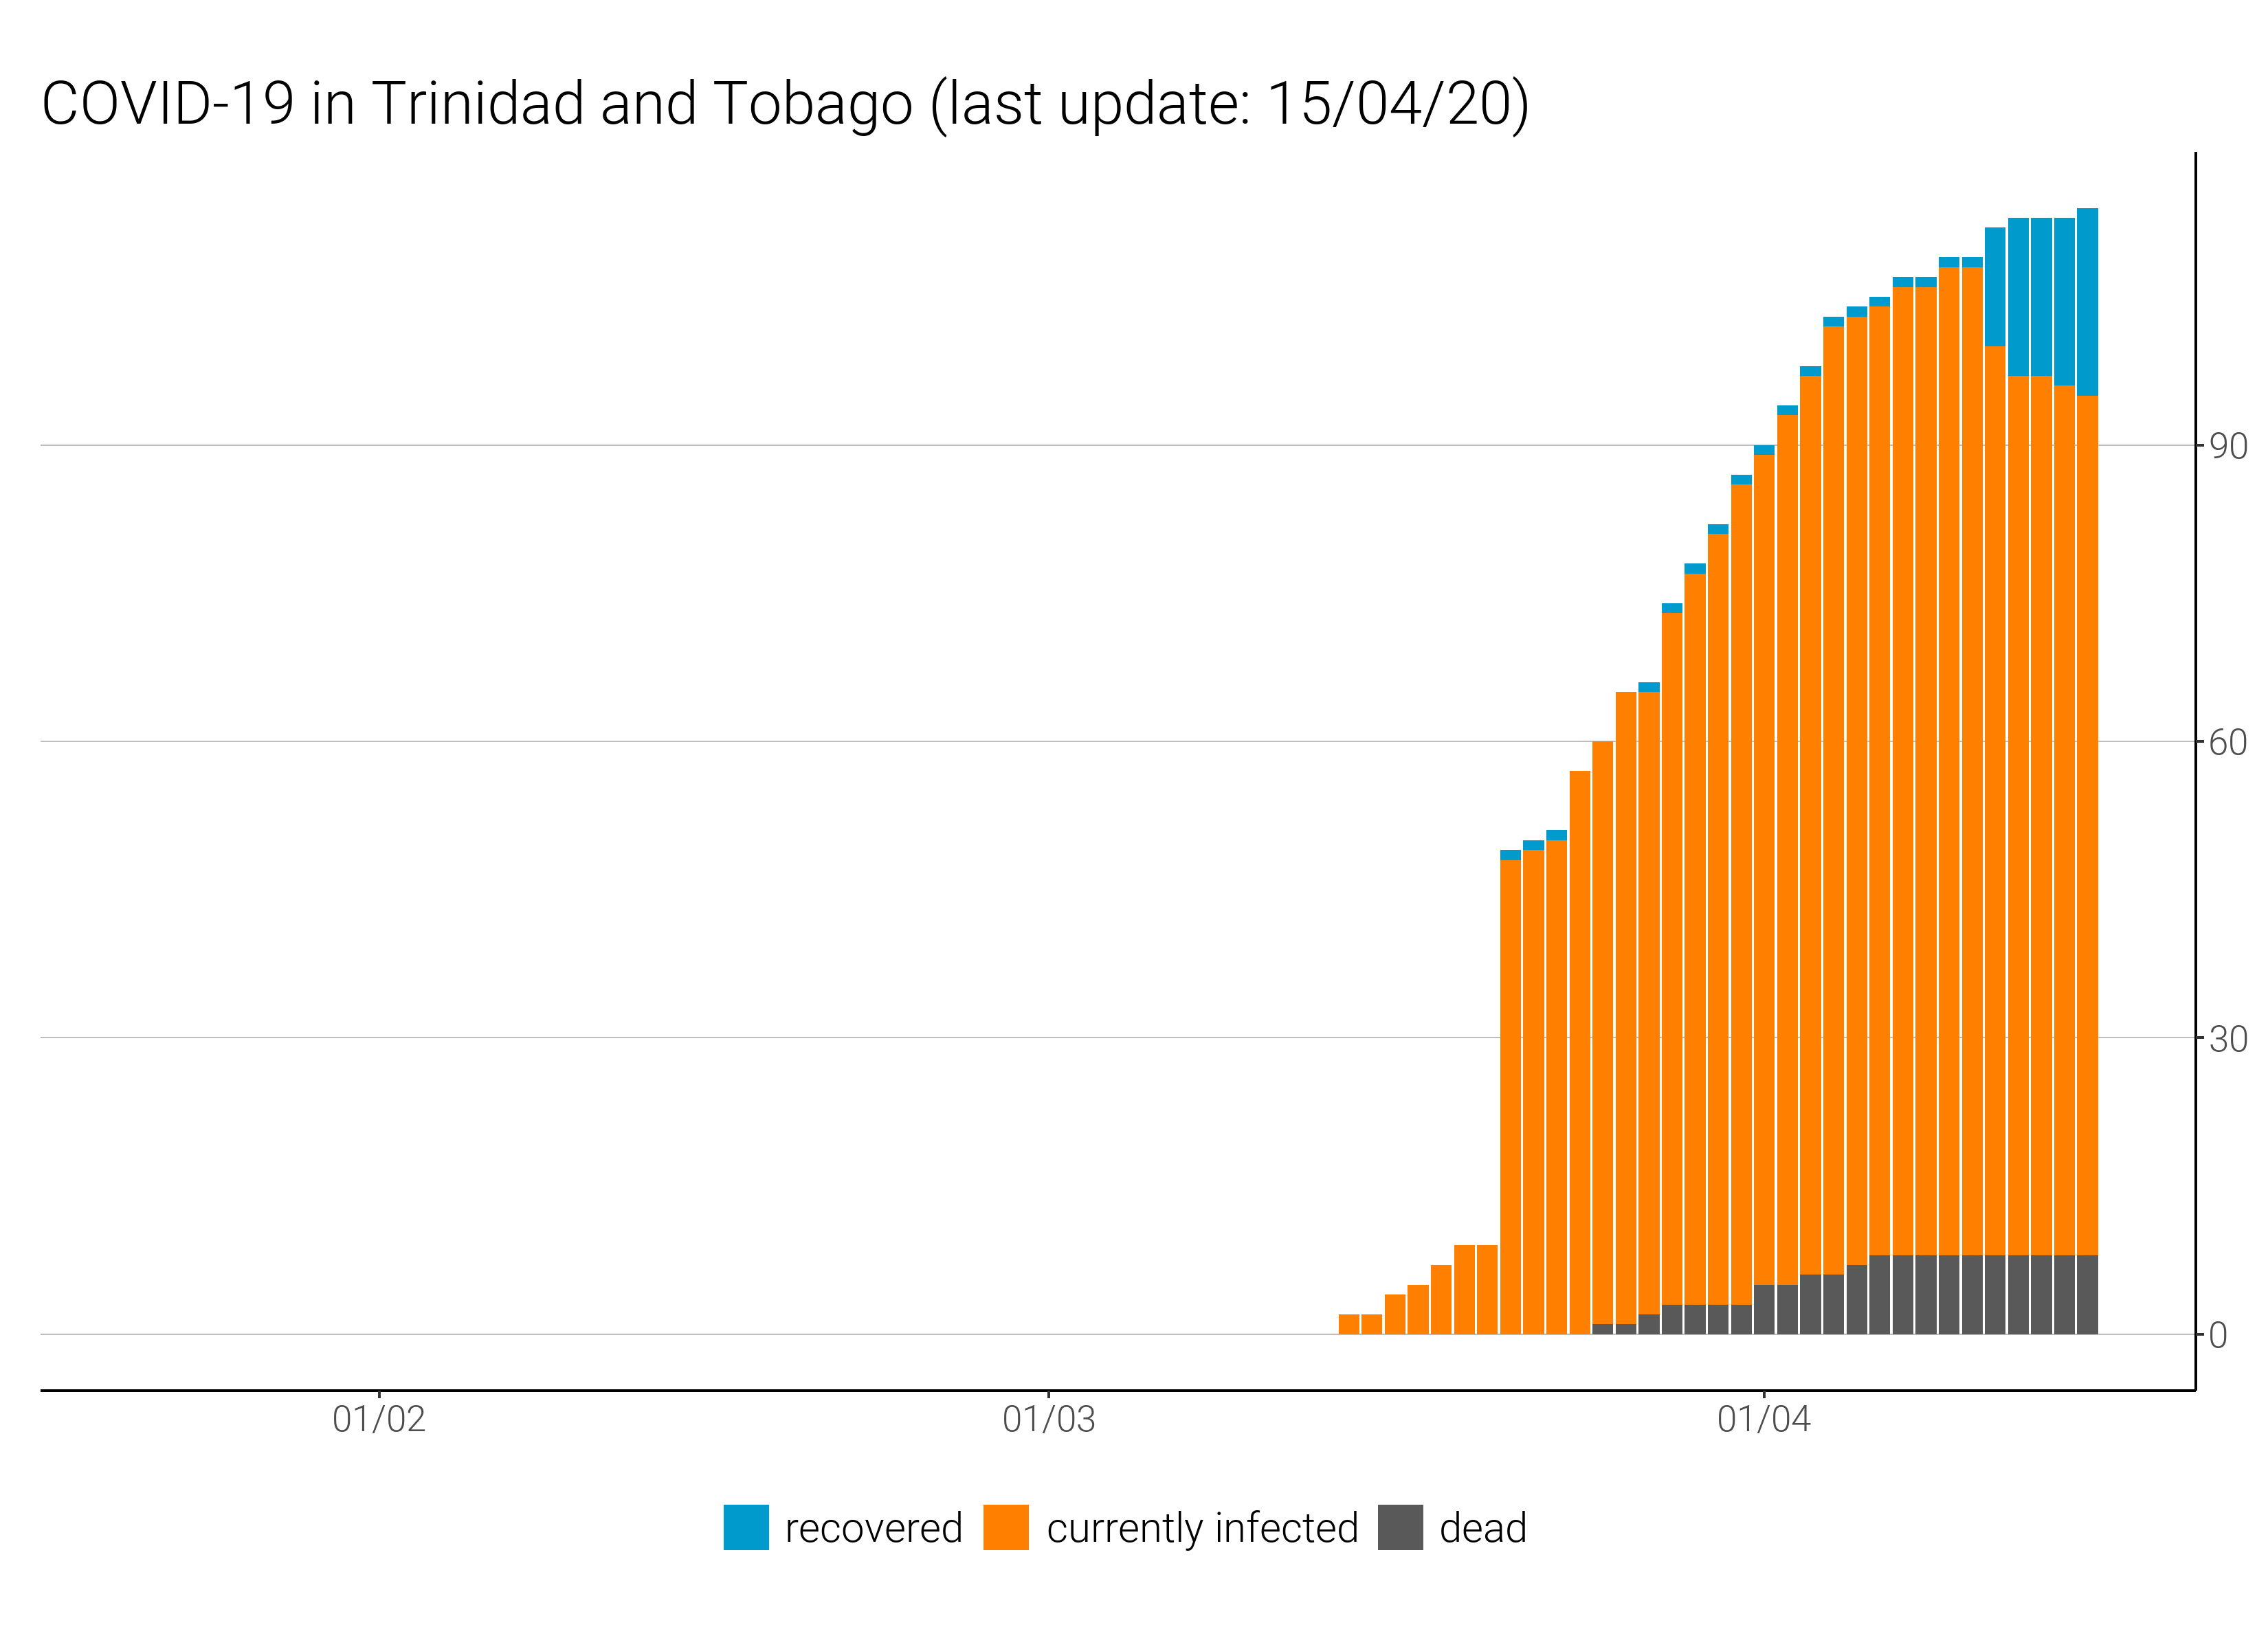 COVID-19 in Trinidad and Tobago (last update: 15/04/20)
90
60
30
0
01/02 01/03 01/04
recovered currently infected dead